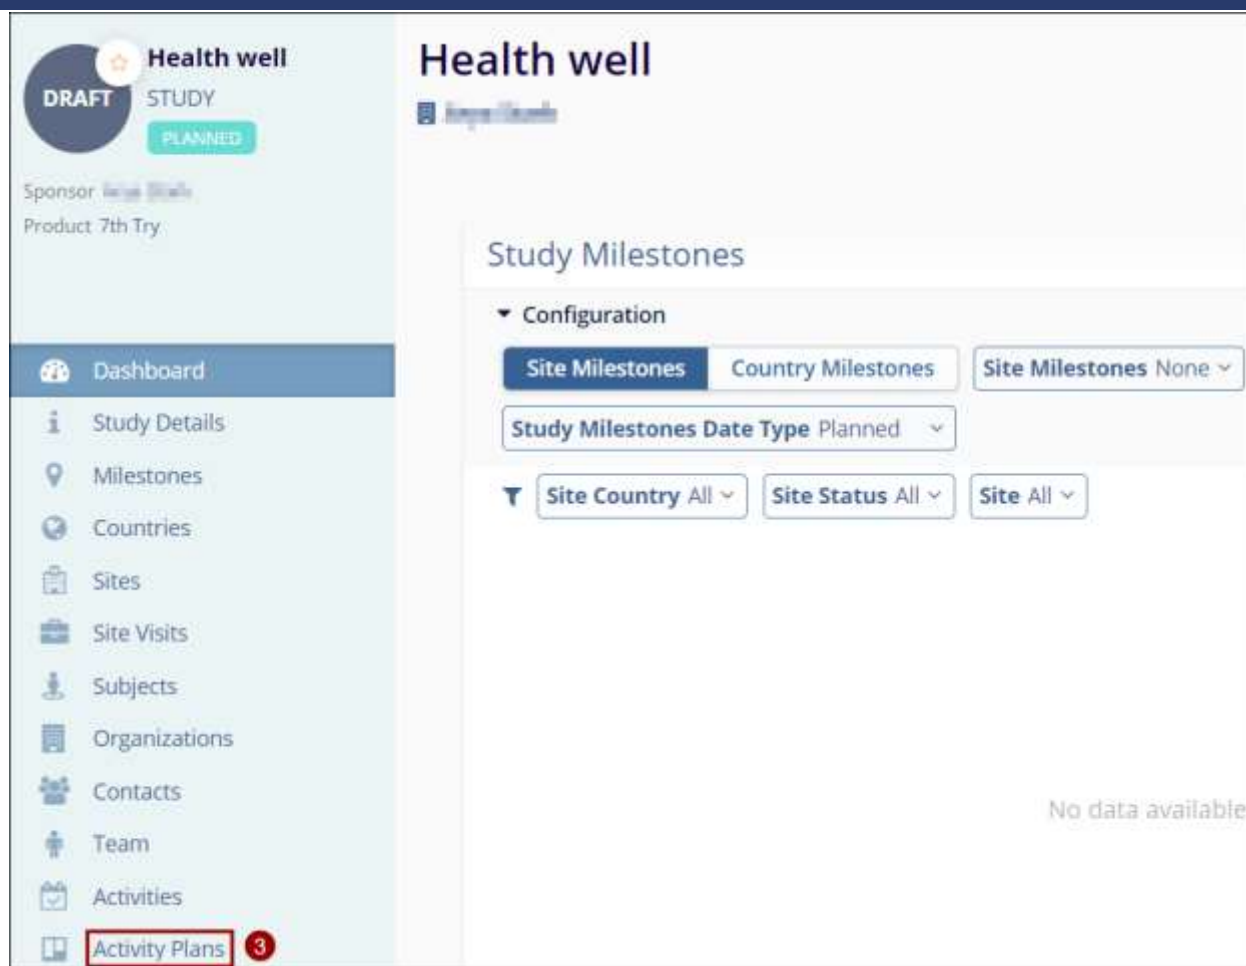 Health well
DRAFT
STUDY
PLANNED
Sponsor
Product 7th Try
Dashboard
Study Details
Milestones
Countries
Sites
Site Visits
Subjects
Organizations
Contacts
Team
Activities
Activity Plans 3
Health well
Study Milestones
Configuration
Site Milestones Country Milestones Site Milestones None
Study Milestones Date Type Planned
Site Country All Site Status All Site All
No data available